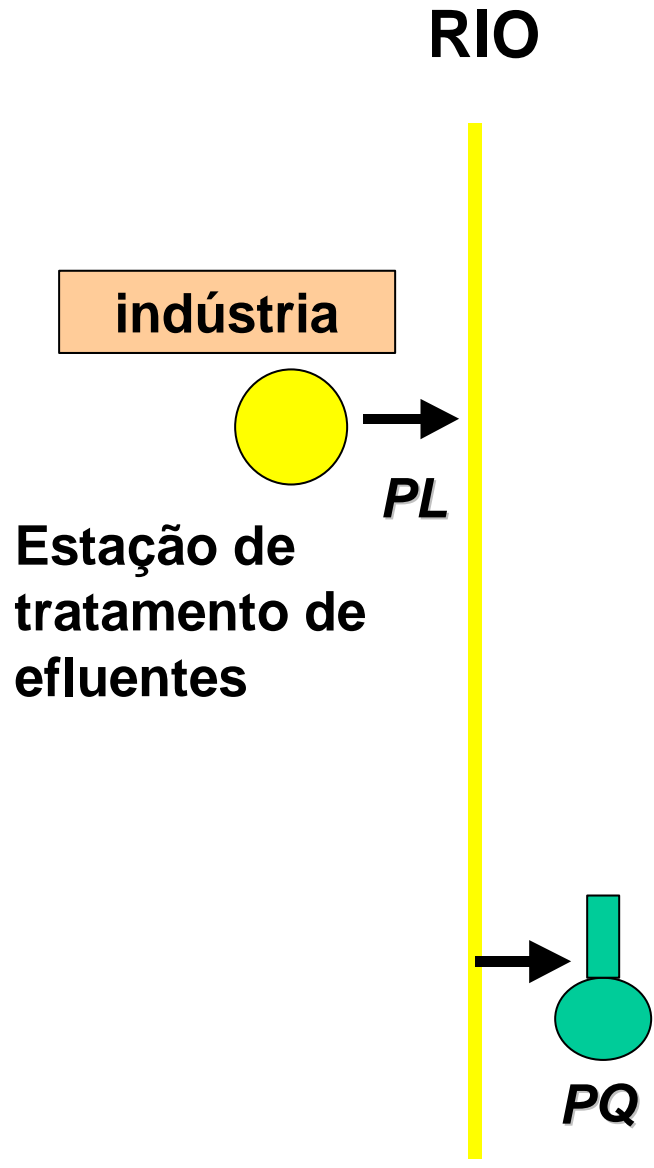 RIO
indústria
PL
Estação de
tratamento de
efluentes
PQ